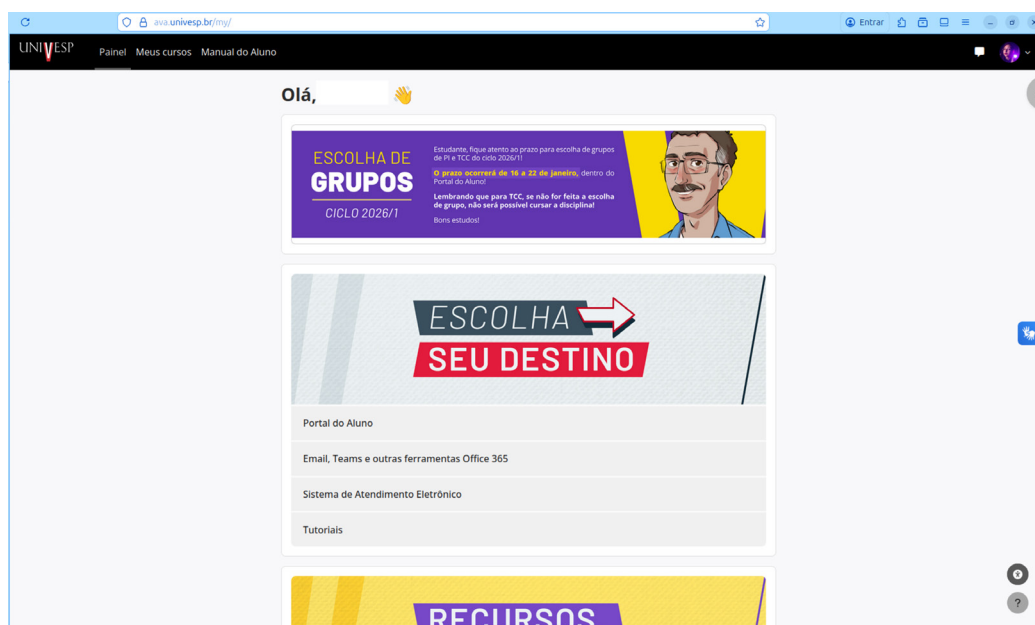 ava.univesp.br/my/
Entrar
UNIVESP
Painel Meus cursos Manual do Aluno
Olá,
ESCOLHA DE
GRUPOS
CICLO 2026/1
Estudante, fique atento ao prazo para escolha de grupos
de PI e TCC do ciclo 2026/1!
O prazo ocorrerá de 16 a 22 de janeiro, dentro do
Portal do Aluno!
Lembrando que para TCC, se não for feita a escolha
de grupo, não será possível cursar a disciplina!
Bons estudos!
ESCOLHA
SEU DESTINO
Portal do Aluno
Email, Teams e outras ferramentas Office 365
Sistema de Atendimento Eletrônico
Tutoriais
RECURSOS
?